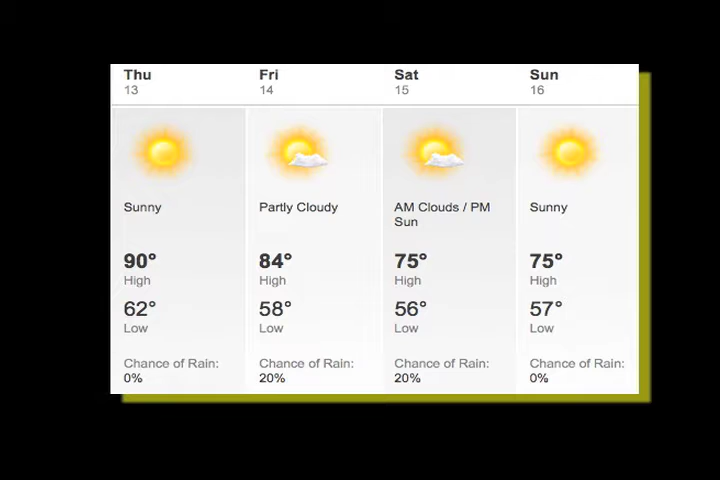 Thu
13
Fri
14
Sat
15
Sun
16
Sunny
Partly Cloudy
AM Clouds / PM
Sun
Sunny
90°
High
84°
High
75°
High
75°
High
62°
Low
58°
Low
56°
Low
57°
Low
Chance of Rain:
0%
Chance of Rain:
20%
Chance of Rain:
20%
Chance of Rain:
0%